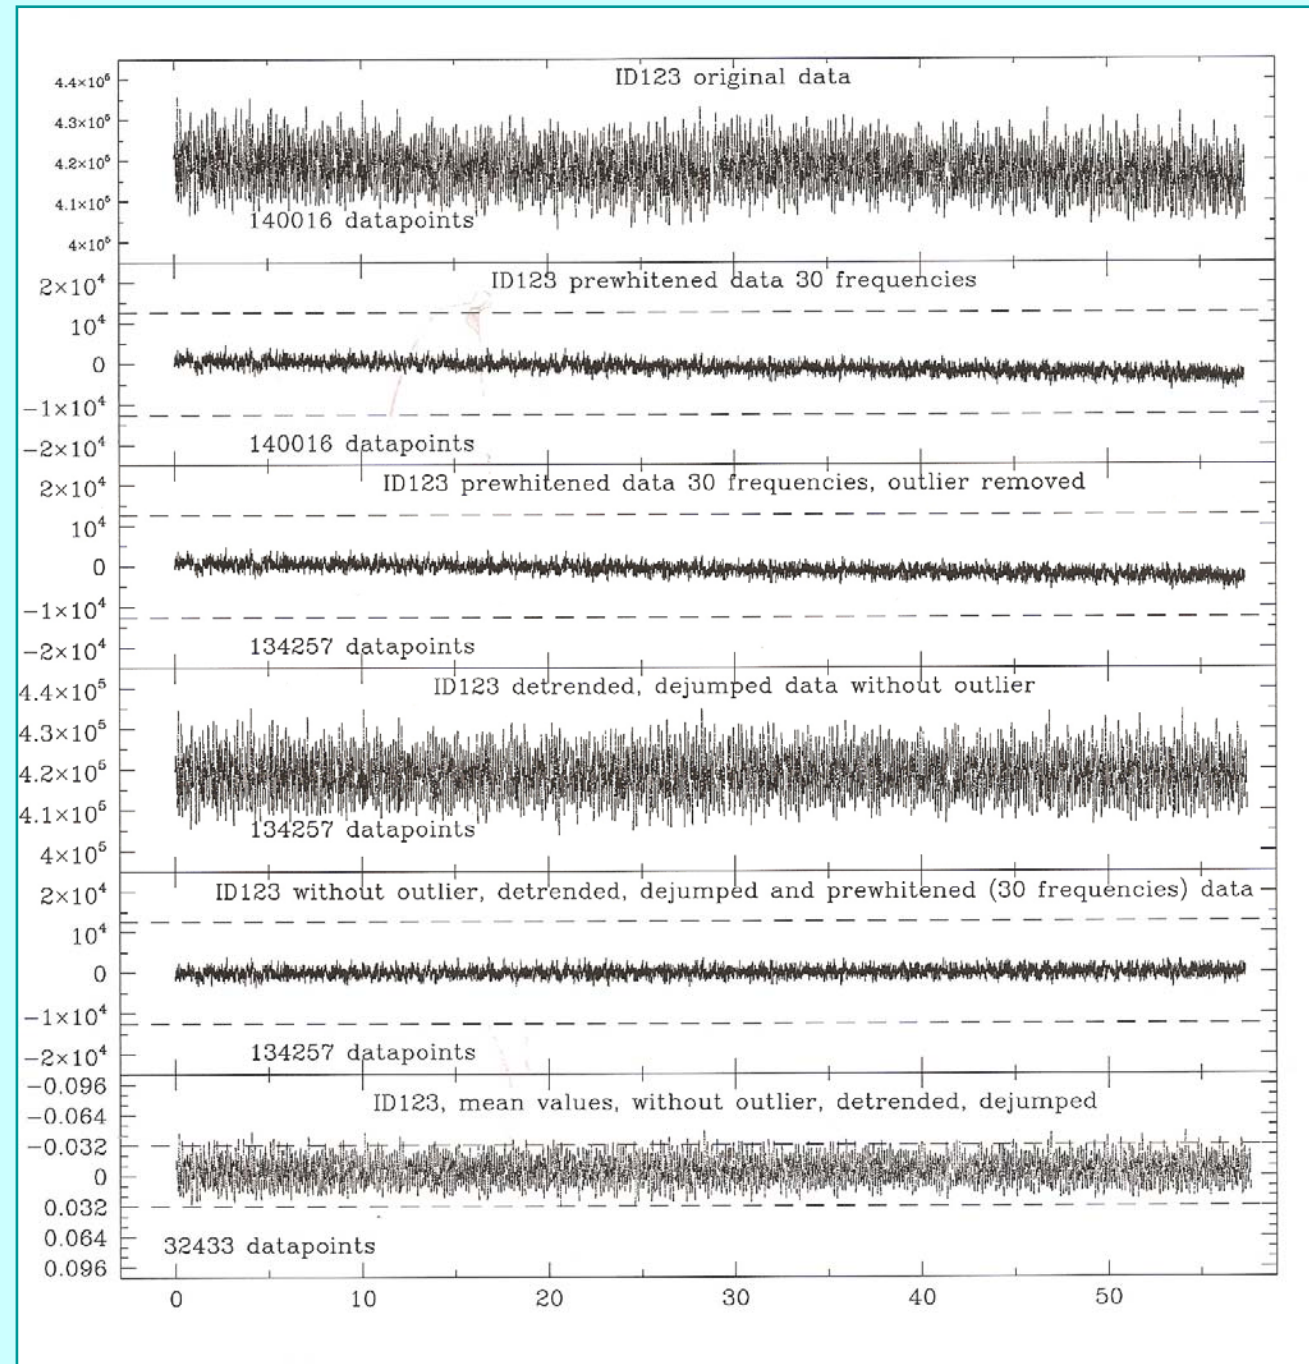 ID123 original data
4.4×10⁵
4.3×10⁵
4.2×10⁵
4.1×10⁵
140016 datapoints
4×10⁵
ID123 prewhitened data 30 frequencies
2×10⁴
10⁴
0
−1×10⁴
140016 datapoints
−2×10⁴
ID123 prewhitened data 30 frequencies, outlier removed
2×10⁴
10⁴
0
−1×10⁴
134257 datapoints
−2×10⁴
ID123 detrended, dejumped data without outlier
4.4×10⁵
4.3×10⁵
4.2×10⁵
4.1×10⁵
134257 datapoints
4×10⁵
ID123 without outlier, detrended, dejumped and prewhitened (30 frequencies) data
2×10⁴
10⁴
0
−1×10⁴
134257 datapoints
−2×10⁴
−0.096
ID123, mean values, without outlier, detrended, dejumped
−0.064
−0.032
0
0.032
0.064
32433 datapoints
0.096
0 10 20 30 40 50